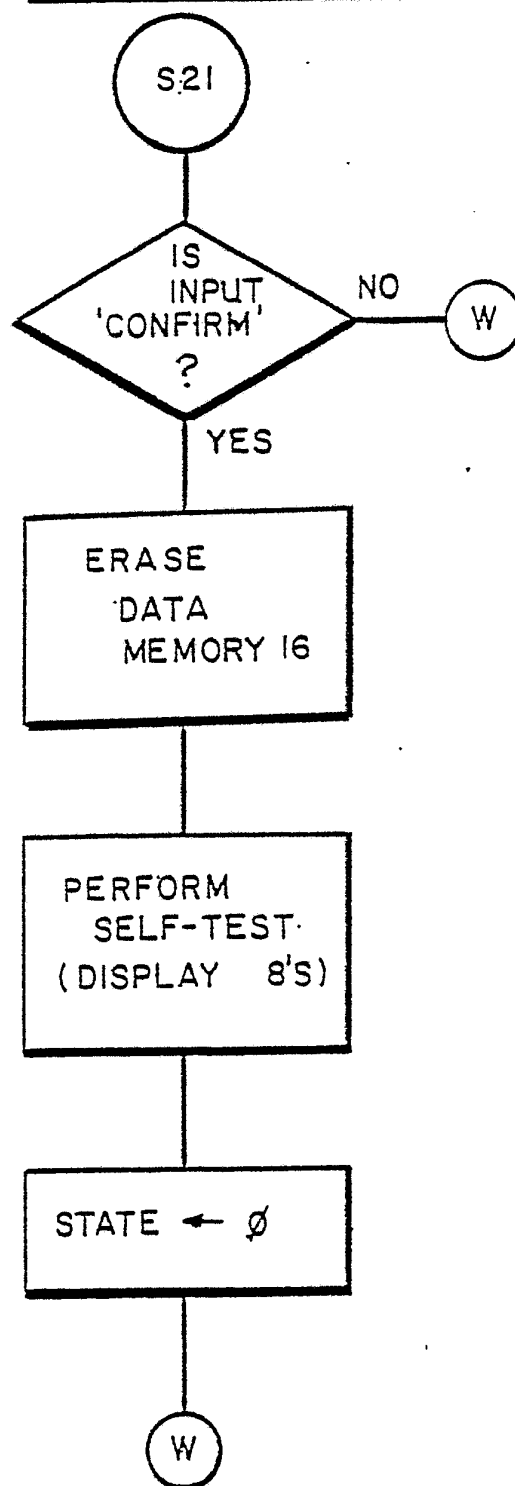 S21
IS
INPUT
'CONFIRM'
?
NO
W
YES
ERASE
DATA
MEMORY 16
PERFORM
SELF-TEST
(DISPLAY 8'S)
STATE ← Ø
W